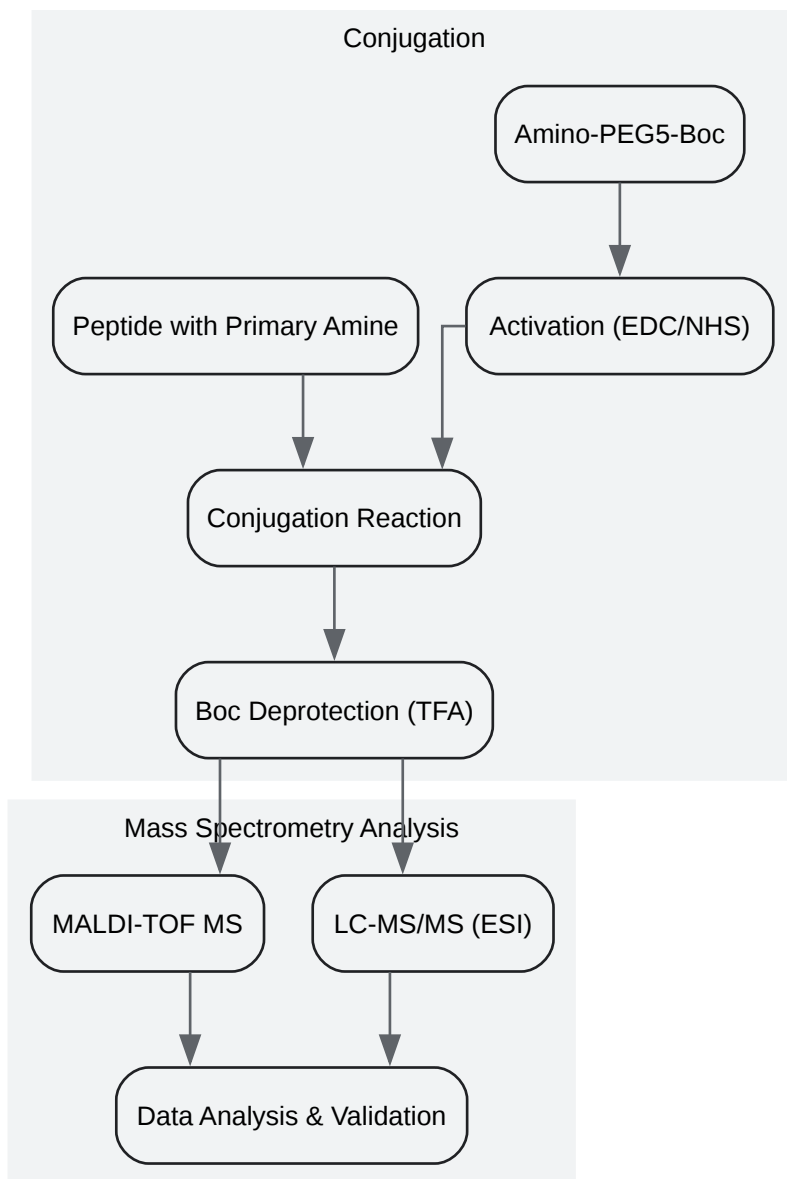 Conjugation
Amino-PEG5-Boc
Peptide with Primary Amine
Activation (EDC/NHS)
Conjugation Reaction
Boc Deprotection (TFA)
Mass Spectrometry Analysis
MALDI-TOF MS
LC-MS/MS (ESI)
Data Analysis & Validation